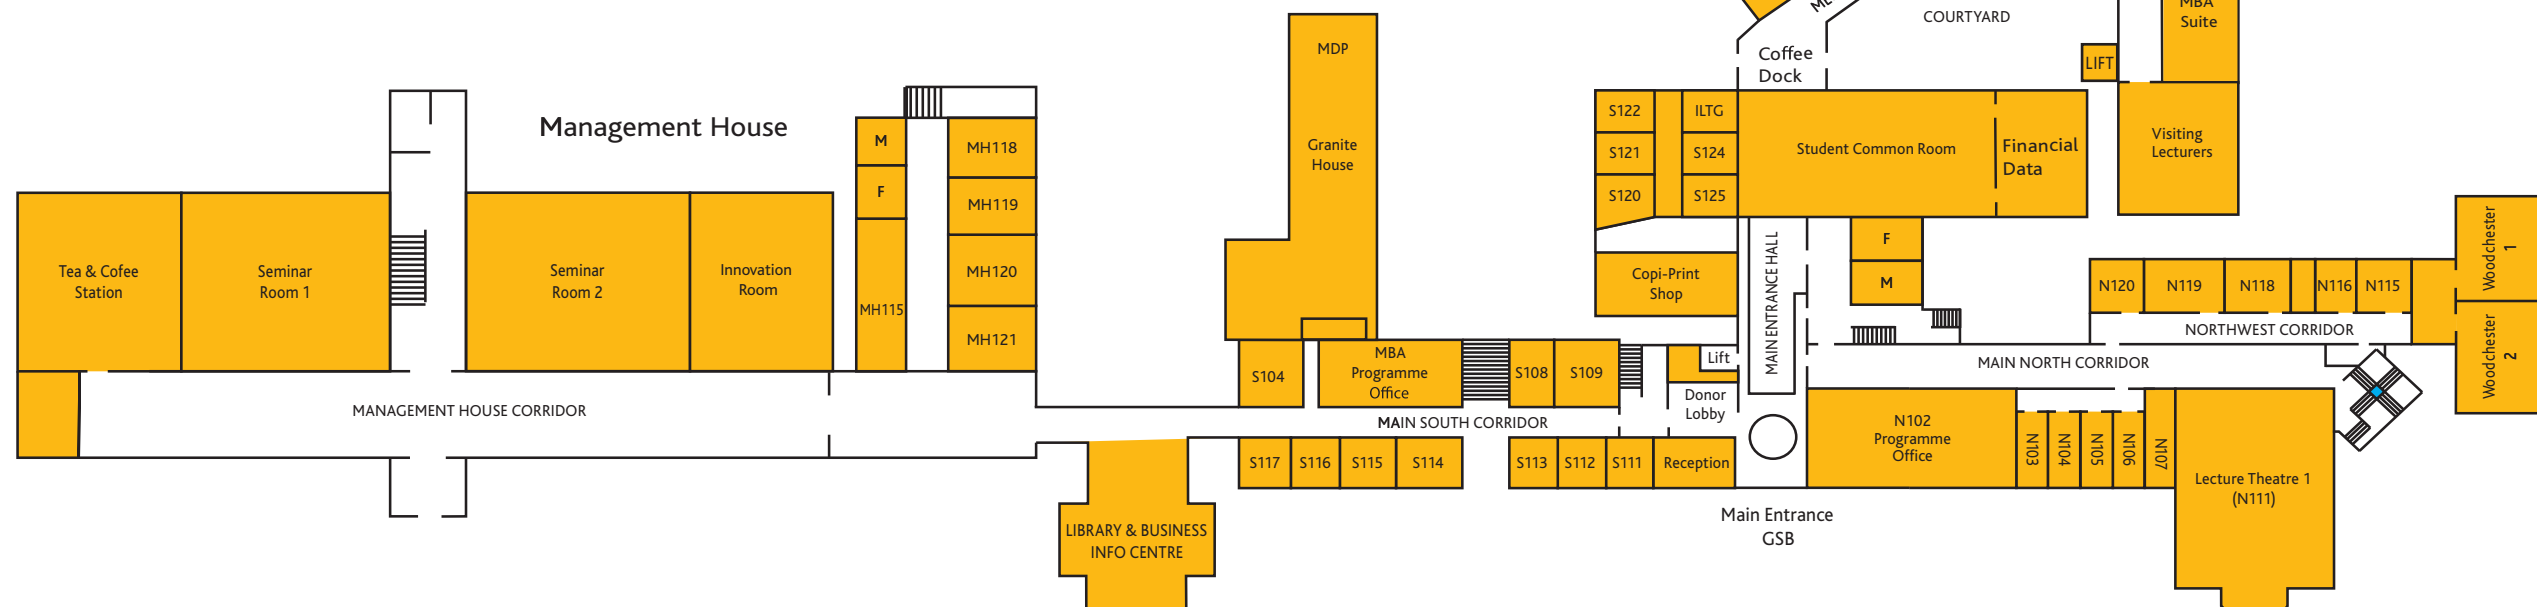 MBA
Suite
COURTYARD
Coffee
Dock
LIFT
MDP
Management House
S122
ILTG
M
MH118
Granite
House
S121
S124
Student Common Room
Financial
Data
Visiting
Lecturers
F
MH119
S120
S125
Tea & Cofee
Station
Seminar
Room 1
Seminar
Room 2
Innovation
Room
MH120
MH115
MH121
Copi-Print
Shop
MAIN ENTRANCE HALL
F
M
N120
N119
N118
N116
N115
Woodchester
1
Woodchester
2
NORTHWEST CORRIDOR
MAIN NORTH CORRIDOR
S104
MBA
Programme
Office
S108
S109
Lift
Donor
Lobby
MANAGEMENT HOUSE CORRIDOR
MAIN SOUTH CORRIDOR
N102
Programme
Office
N103
N104
N105
N106
N107
S117
S116
S115
S114
S113
S112
S111
Reception
Lecture Theatre 1
(N111)
LIBRARY & BUSINESS
INFO CENTRE
Main Entrance
GSB